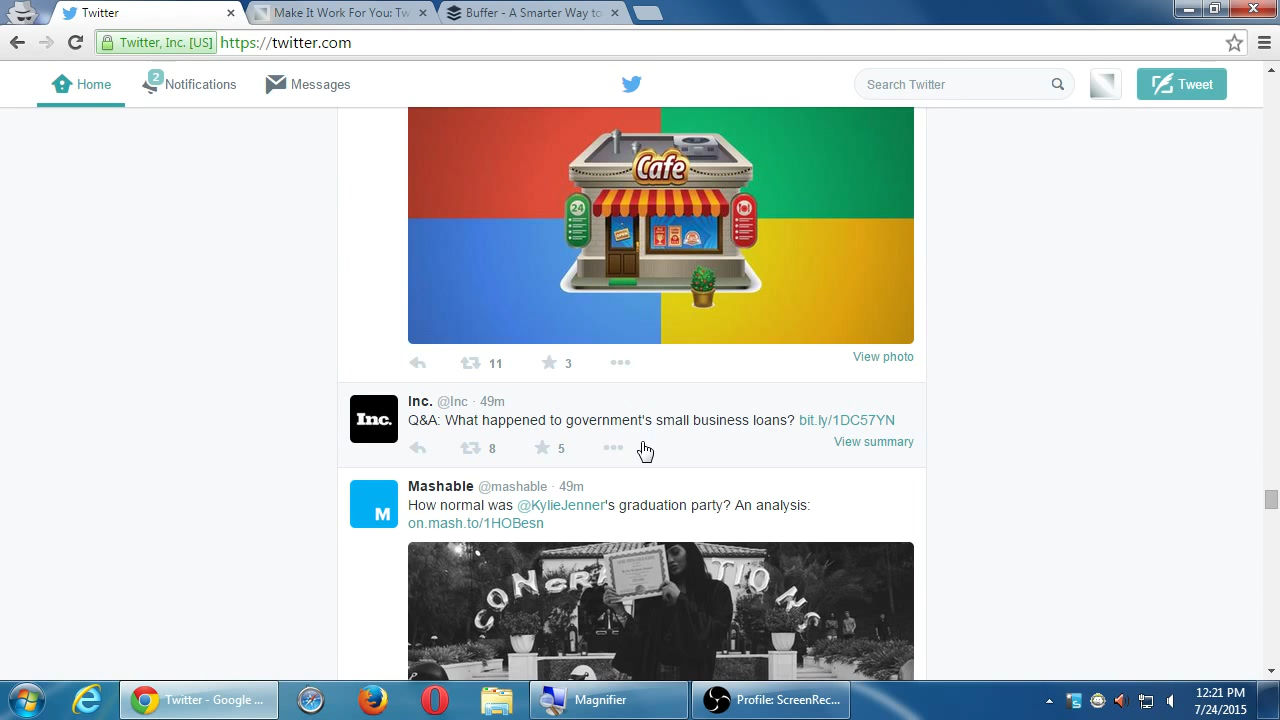 Twitter
Make It Work For You: Tw
Buffer - A Smarter Way to
Twitter, Inc. [US] https://twitter.com
Home
2
Notifications
Messages
Search Twitter
Tweet
Cafe
24
OPEN
11
3
View photo
Inc. @Inc · 49m
Inc.
Q&A: What happened to government's small business loans? bit.ly/1DC57YN
8
5
View summary
Mashable @mashable · 49m
M
How normal was @KylieJenner's graduation party? An analysis:
on.mash.to/1HOBesn
CONGR TIONS
Twitter - Google ...
Magnifier
Profile: ScreenRec...
12:21 PM
7/24/2015